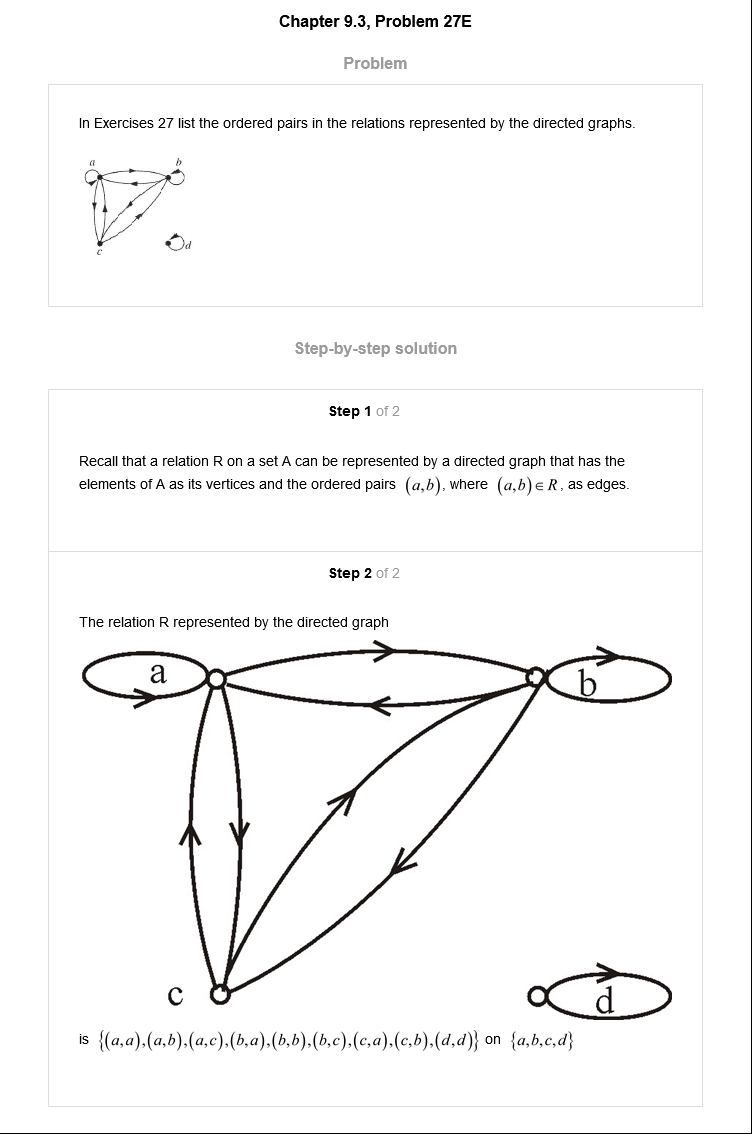 Chapter 9.3, Problem 27E
Problem
In Exercises 27 list the ordered pairs in the relations represented by the directed graphs.
a b
c d
Step-by-step solution
Step 1 of 2
Recall that a relation R on a set A can be represented by a directed graph that has the
elements of A as its vertices and the ordered pairs (a,b), where (a,b)∈R, as edges.
Step 2 of 2
The relation R represented by the directed graph
a b
c d
is {(a,a),(a,b),(a,c),(b,a),(b,b),(b,c),(c,a),(c,b),(d,d)} on {a,b,c,d}